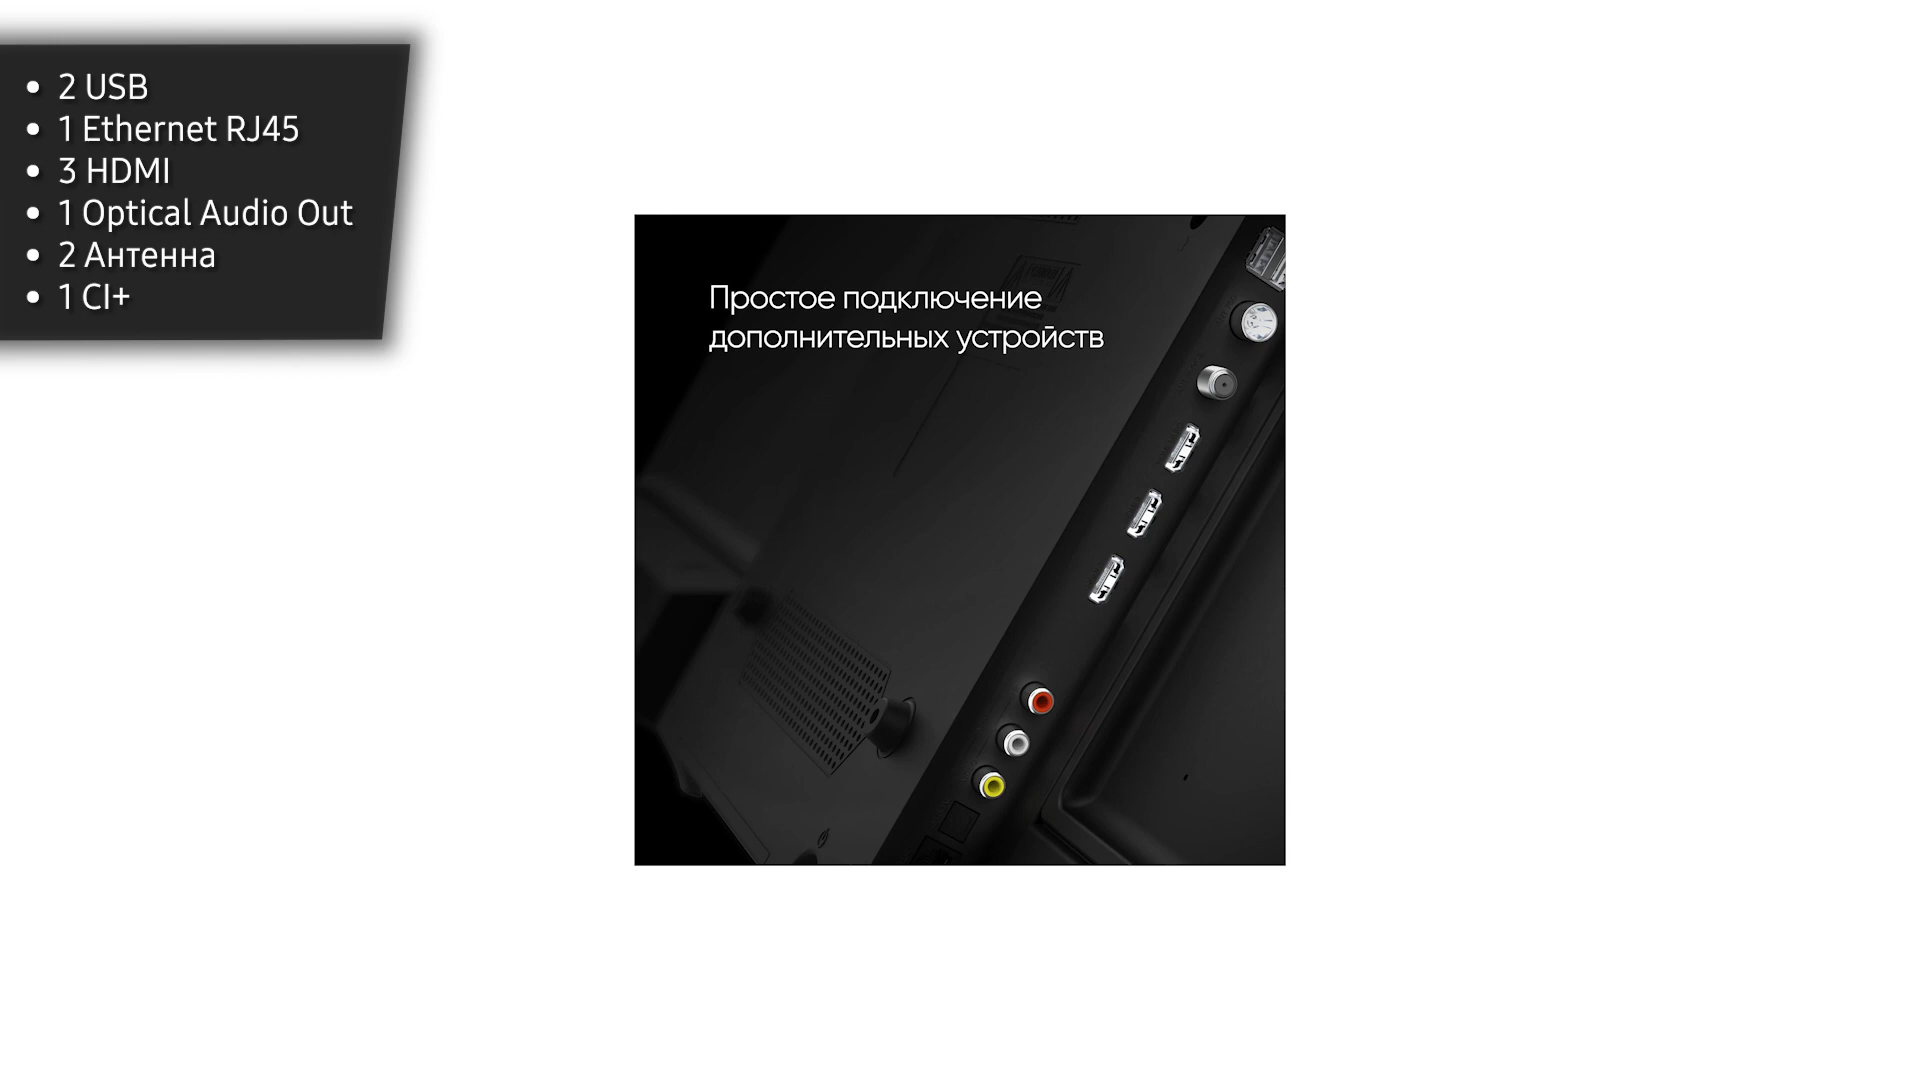 2 USB
1 Ethernet RJ45
3 HDMI
1 Optical Audio Out
2 Антенна
1 CI+
Простое подключение
дополнительных устройств